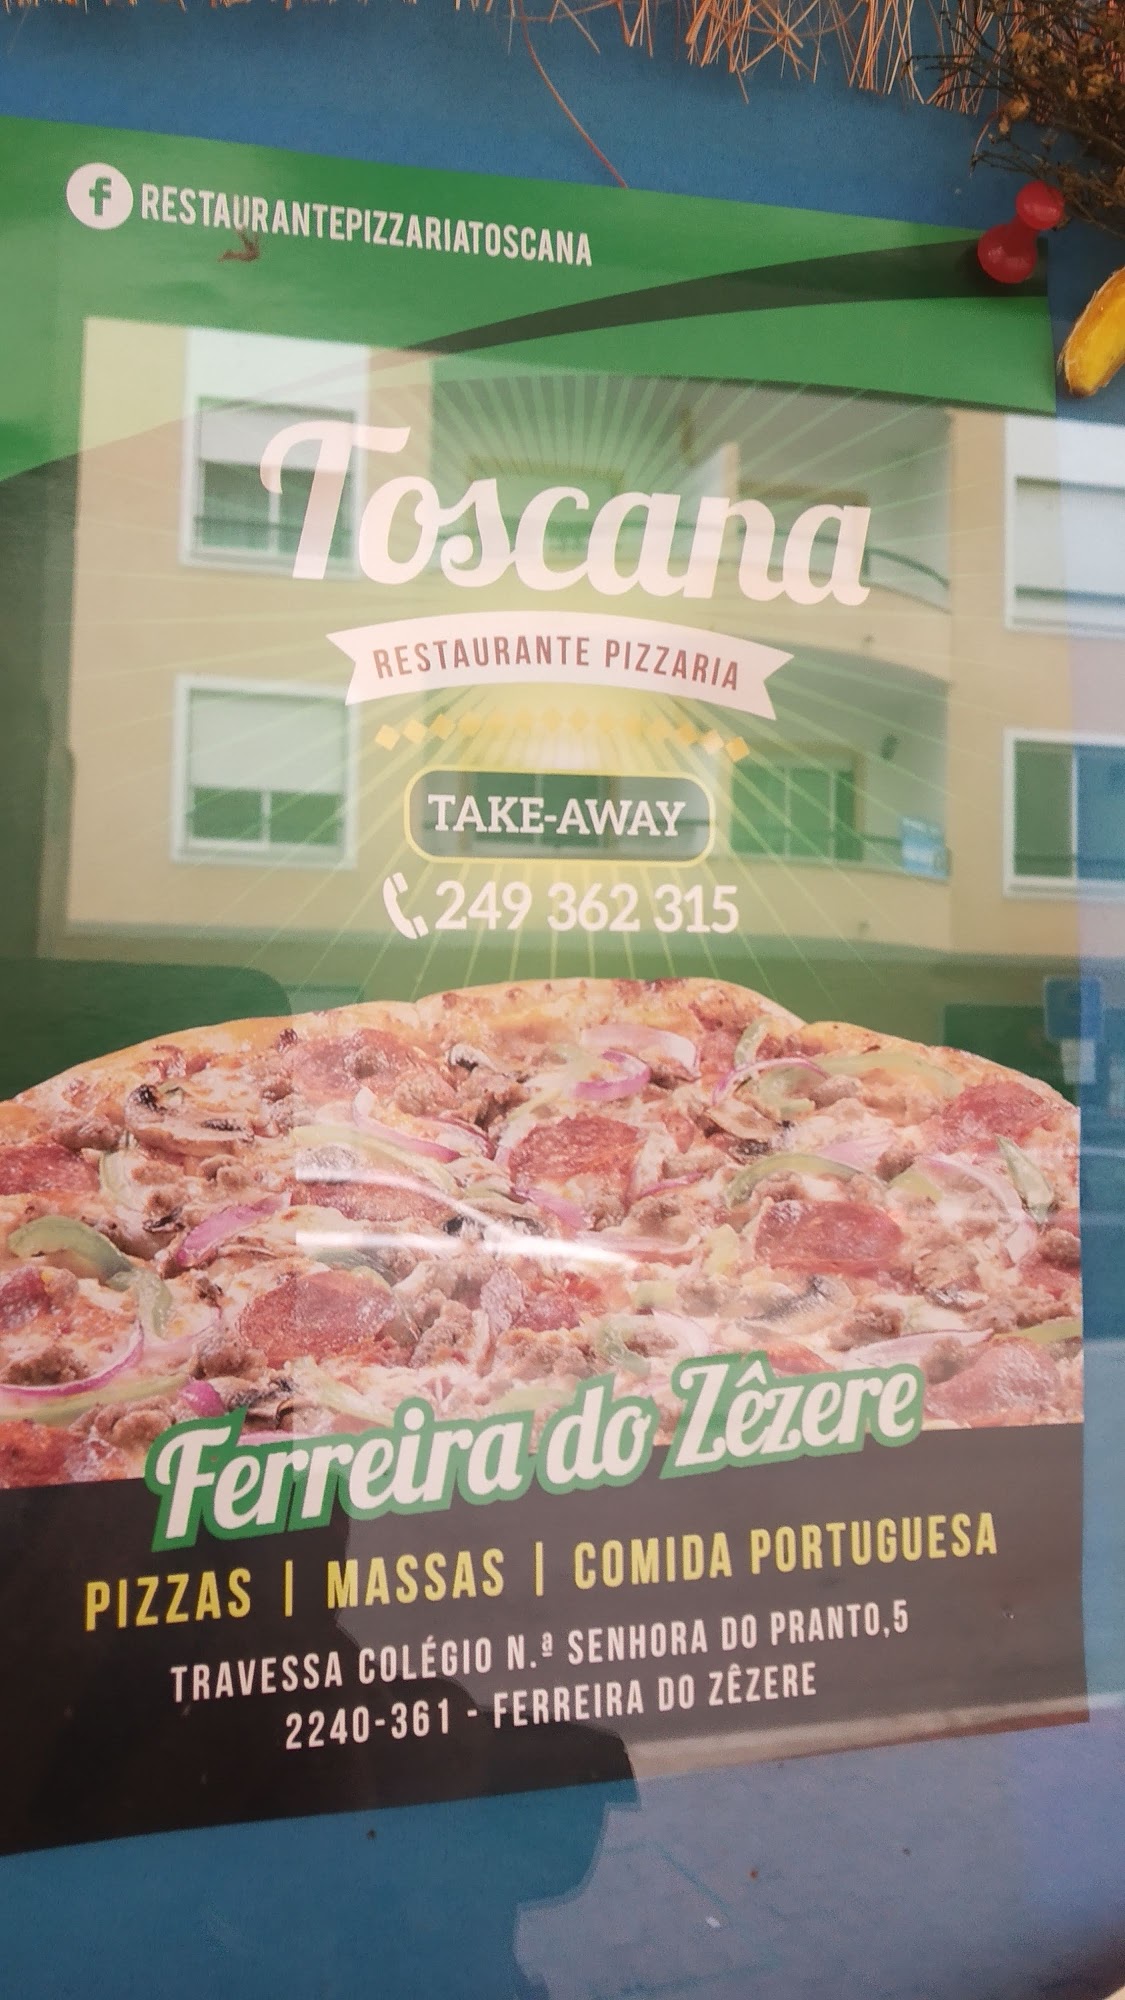 f RESTAURANTEPIZZARIATOSCANA
Toscana
RESTAURANTE PIZZARIA
TAKE-AWAY
249 362 315
Ferreira do Zêzere
PIZZAS | MASSAS | COMIDA PORTUGUESA
TRAVESSA COLÉGIO N.ª SENHORA DO PRANTO,5
2240-361 - FERREIRA DO ZÊZERE